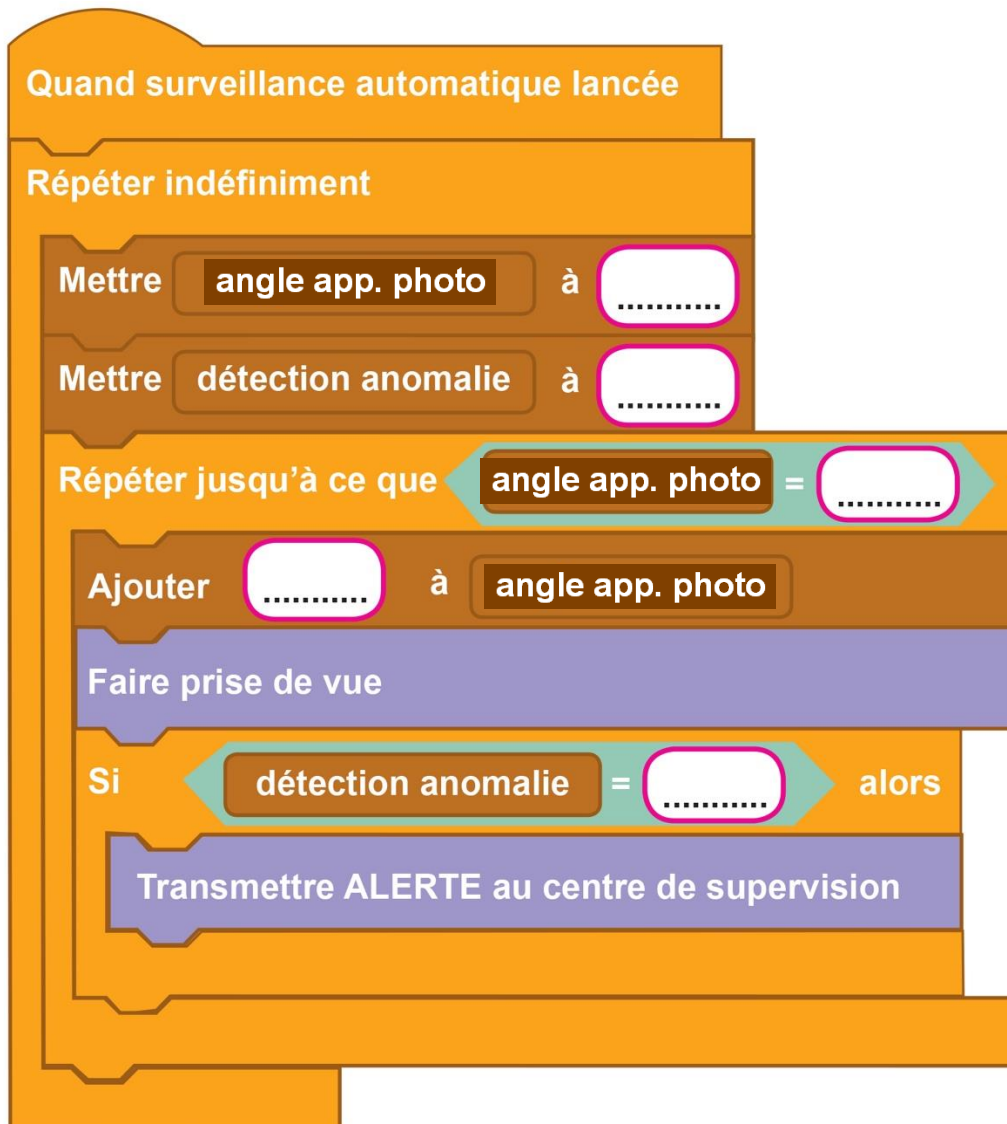 Quand surveillance automatique lancée
Répéter indéfiniment
Mettre angle app. photo à ...........
Mettre détection anomalie à ...........
Répéter jusqu’à ce que angle app. photo = ...........
Ajouter ........... à angle app. photo
Faire prise de vue
Si détection anomalie = ........... alors
Transmettre ALERTE au centre de supervision